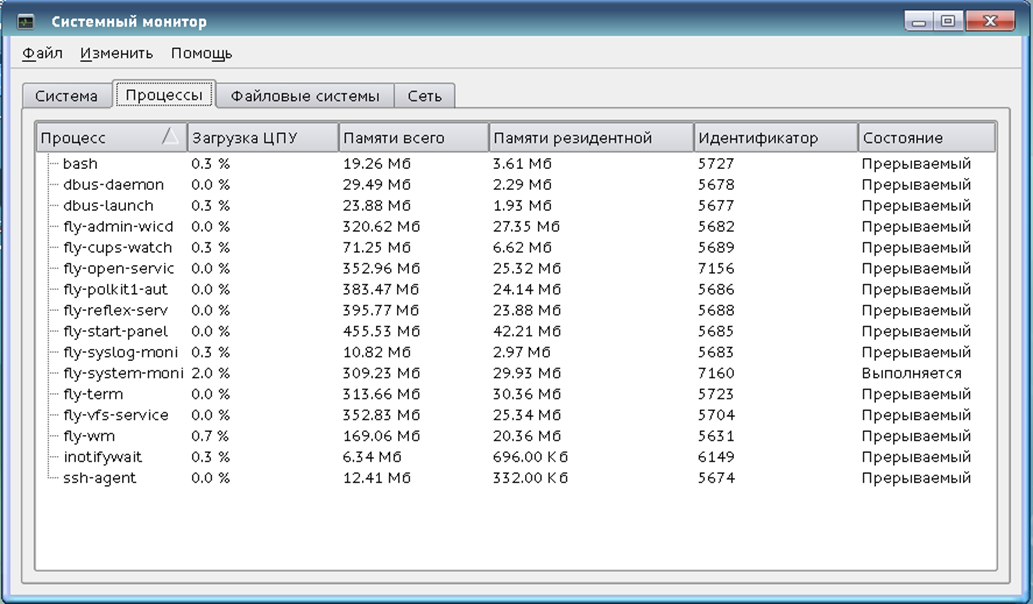 Системный монитор
Файл Изменить Помощь
Система Процессы Файловые системы Сеть
Процесс Загрузка ЦПУ Памяти всего Памяти резидентной Идентификатор Состояние
bash 0.3 % 19.26 Мб 3.61 Мб 5727 Прерываемый
dbus-daemon 0.0 % 29.49 Мб 2.29 Мб 5678 Прерываемый
dbus-launch 0.3 % 23.88 Мб 1.93 Мб 5677 Прерываемый
fly-admin-wicd 0.0 % 320.62 Мб 27.35 Мб 5682 Прерываемый
fly-cups-watch 0.3 % 71.25 Мб 6.62 Мб 5689 Прерываемый
fly-open-servic 0.0 % 352.96 Мб 25.32 Мб 7156 Прерываемый
fly-polkit1-aut 0.0 % 383.47 Мб 24.14 Мб 5686 Прерываемый
fly-reflex-serv 0.0 % 395.77 Мб 23.88 Мб 5688 Прерываемый
fly-start-panel 0.0 % 455.53 Мб 42.21 Мб 5685 Прерываемый
fly-syslog-moni 0.3 % 10.82 Мб 2.97 Мб 5683 Прерываемый
fly-system-moni 2.0 % 309.23 Мб 29.93 Мб 7160 Выполняется
fly-term 0.0 % 313.66 Мб 30.36 Мб 5723 Прерываемый
fly-vfs-service 0.0 % 352.83 Мб 25.34 Мб 5704 Прерываемый
fly-wm 0.7 % 169.06 Мб 20.36 Мб 5631 Прерываемый
inotifywait 0.3 % 6.34 Мб 696.00 Кб 6149 Прерываемый
ssh-agent 0.0 % 12.41 Мб 332.00 Кб 5674 Прерываемый